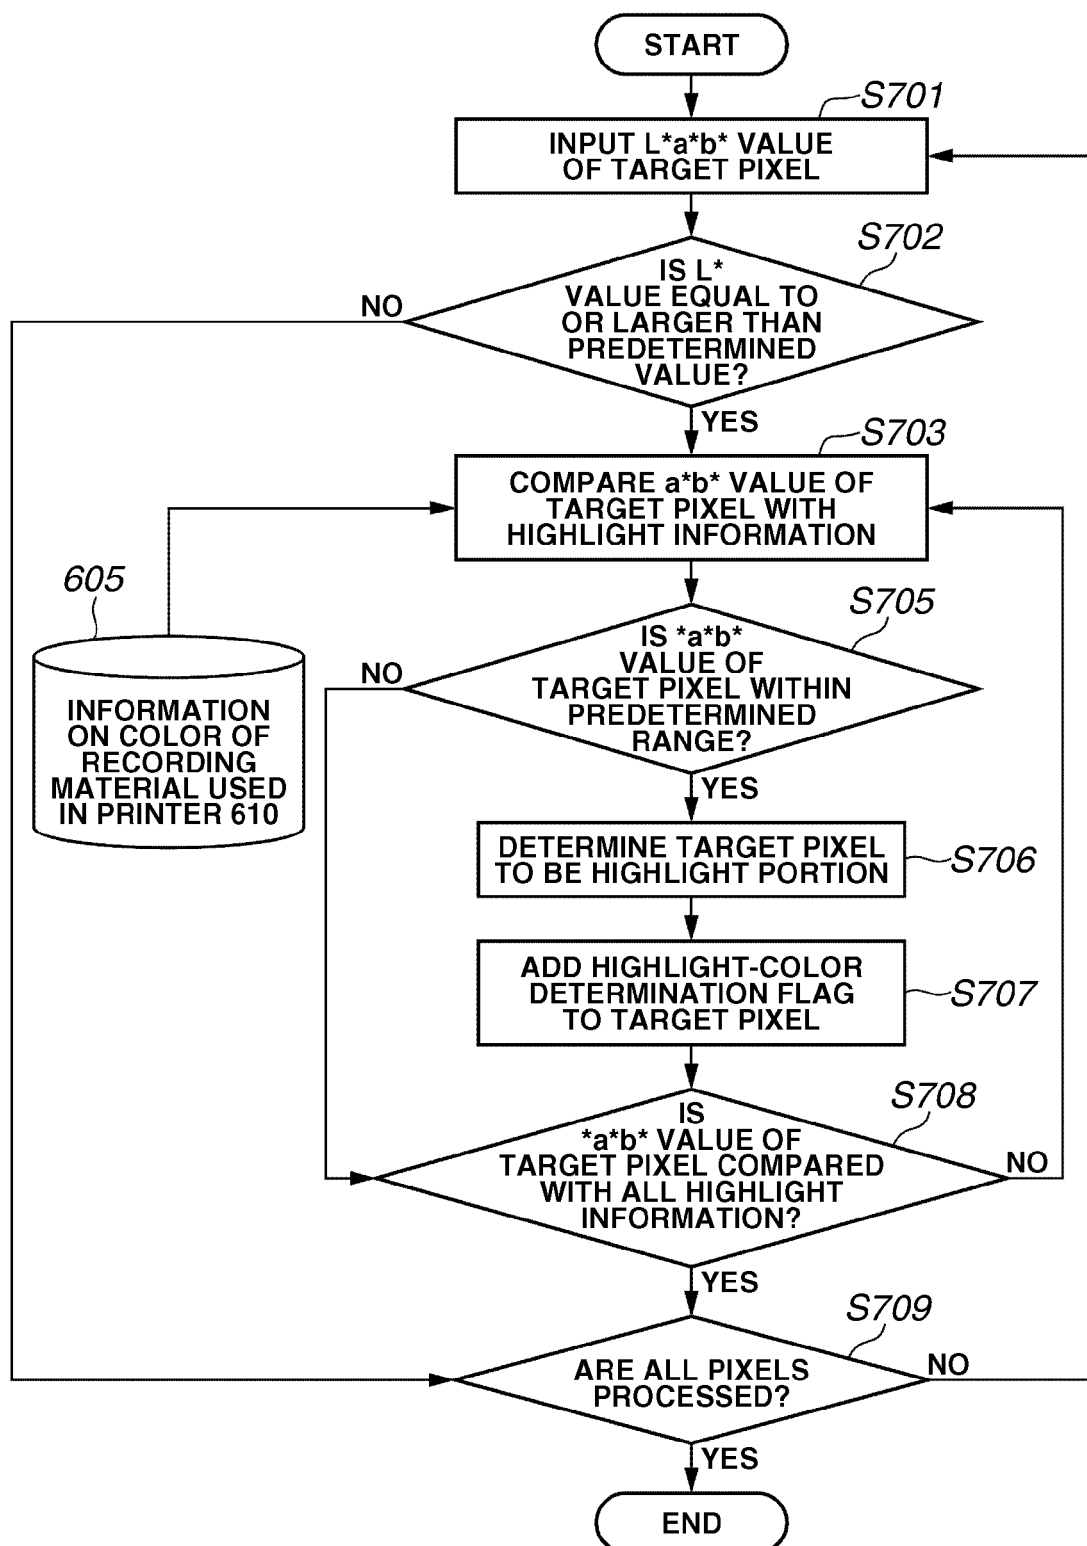 START
S701
INPUT L*a*b* VALUE
OF TARGET PIXEL
S702
IS L*
VALUE EQUAL TO
OR LARGER THAN
PREDETERMINED
VALUE?
NO
YES
S703
COMPARE a*b* VALUE OF
TARGET PIXEL WITH
HIGHLIGHT INFORMATION
605
INFORMATION
ON COLOR OF
RECORDING
MATERIAL USED
IN PRINTER 610
S705
IS *a*b*
VALUE OF
TARGET PIXEL WITHIN
PREDETERMINED
RANGE?
NO
YES
DETERMINE TARGET PIXEL
TO BE HIGHLIGHT PORTION
S706
ADD HIGHLIGHT-COLOR
DETERMINATION FLAG
TO TARGET PIXEL
S707
S708
IS
*a*b* VALUE OF
TARGET PIXEL COMPARED
WITH ALL HIGHLIGHT
INFORMATION?
NO
YES
S709
ARE ALL PIXELS
PROCESSED?
NO
YES
END